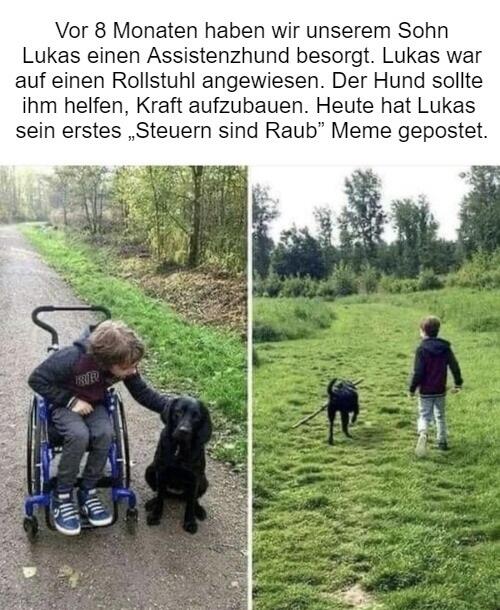 Vor 8 Monaten haben wir unserem Sohn
Lukas einen Assistenzhund besorgt. Lukas war
auf einen Rollstuhl angewiesen. Der Hund sollte
ihm helfen, Kraft aufzubauen. Heute hat Lukas
sein erstes „Steuern sind Raub” Meme gepostet.